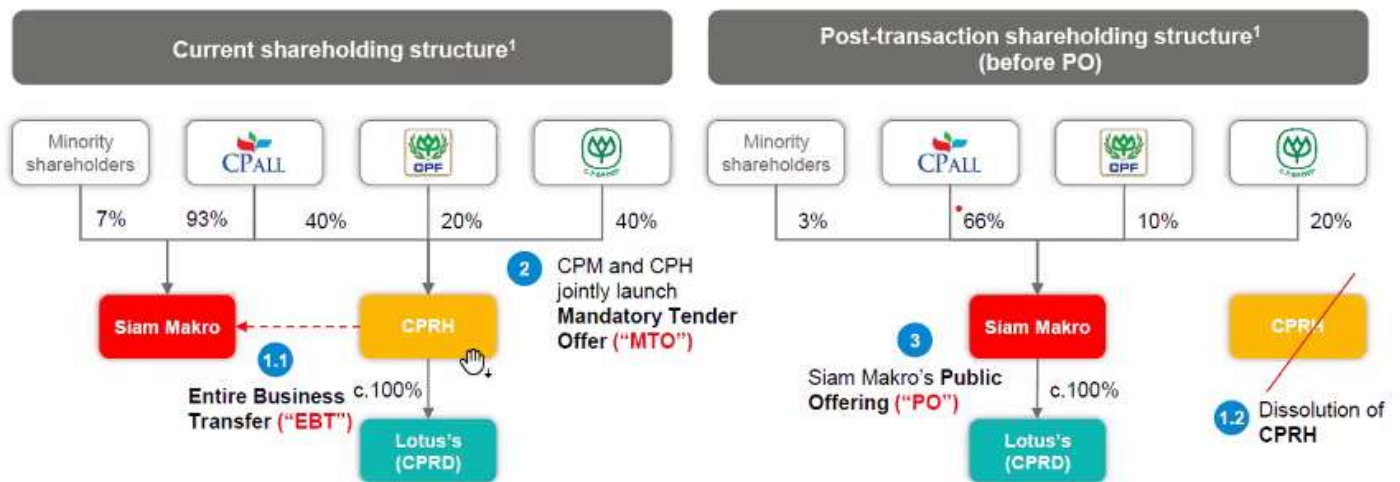 Current shareholding structure1
Minority
shareholders
CPALL
CPF
7%
93%
40%
20%
40%
2
CPM and CPH
jointly launch
Mandatory Tender
Offer ("MTO")
Siam Makro
CPRH
1.1
Entire Business
Transfer ("EBT")
c.100%
Lotus's
(CPRD)
Post-transaction shareholding structure1
(before PO)
Minority
shareholders
CPALL
CPF
3%
66%
10%
20%
Siam Makro
CPRH
3
Siam Makro's Public
Offering ("PO")
c.100%
1.2
Dissolution of
CPRH
Lotus's
(CPRD)